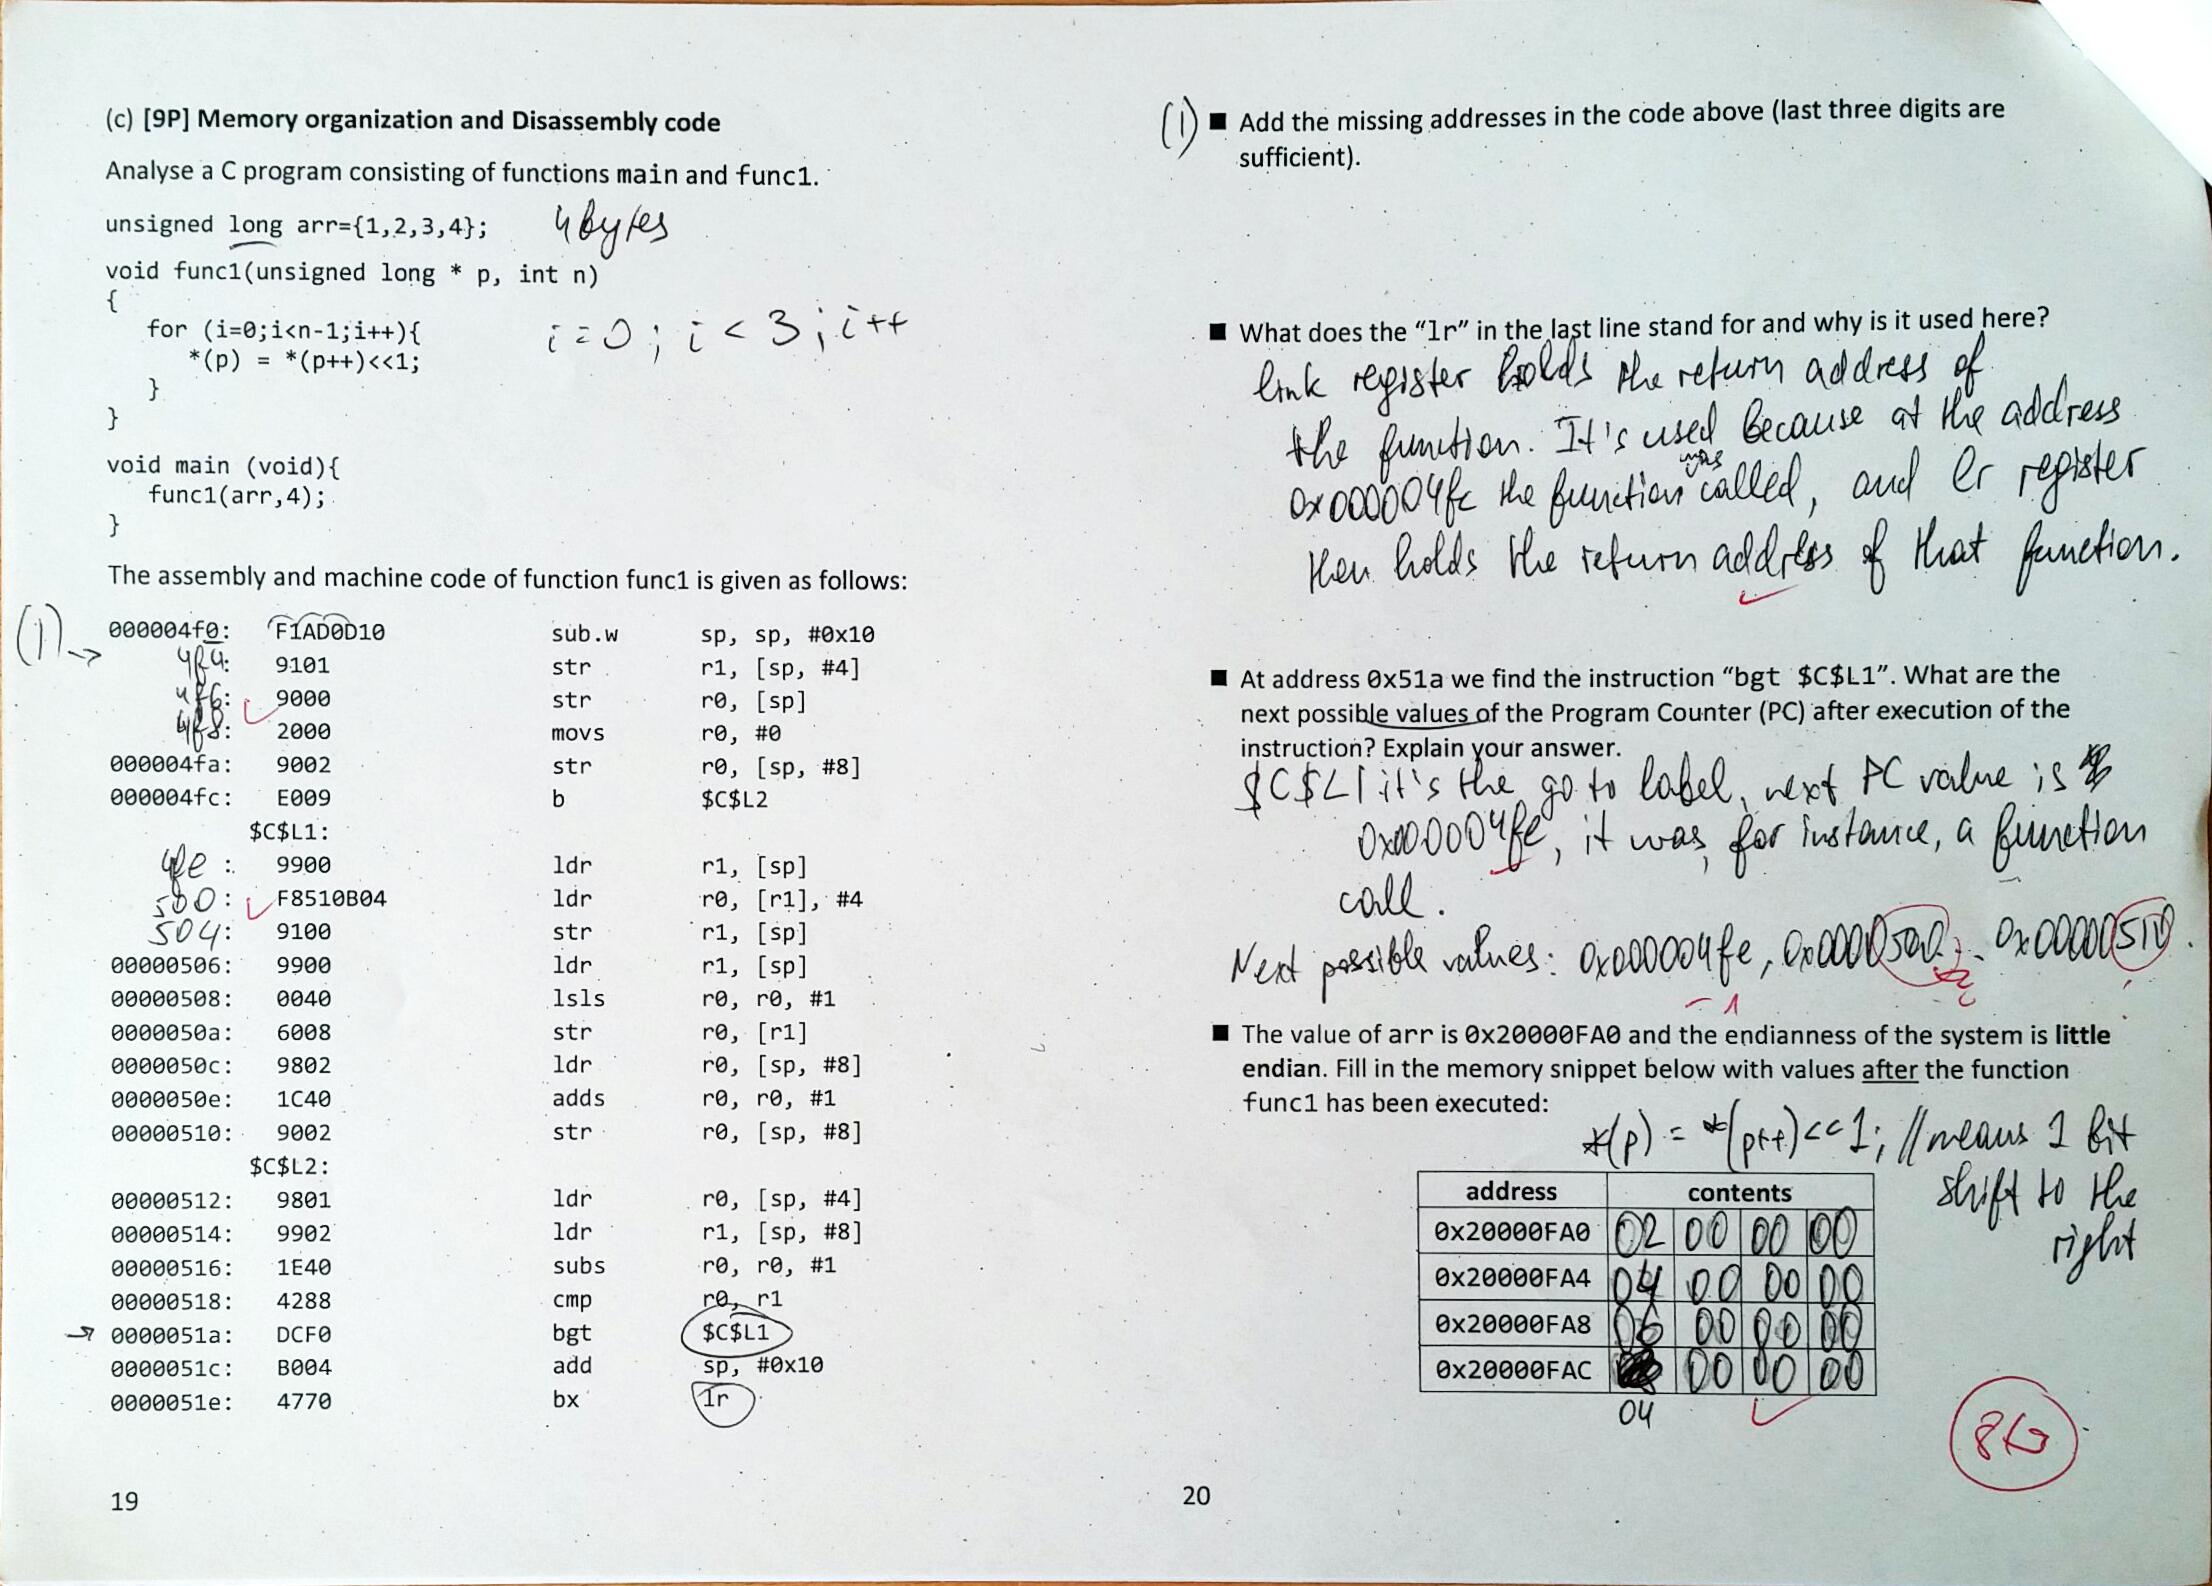 (c) [9P] Memory organization and Disassembly code
Analyse a C program consisting of functions main and func1.
unsigned long arr={1,2,3,4}; 4 bytes
void func1(unsigned long * p, int n)
{
for (i=0;i<n-1;i++){ i=0; i<3; i++
*(p) = *(p++)<<1;
}
}
void main (void){
func1(arr,4);
}
The assembly and machine code of function func1 is given as follows:
(1) →
000004f0: F1AD0D10 sub.w sp, sp, #0x10
4f4: 9101 str r1, [sp, #4]
4f6: 9000 str r0, [sp]
4f8: 2000 movs r0, #0
000004fa: 9002 str r0, [sp, #8]
000004fc: E009 b $C$L2
$C$L1:
4fe: 9900 ldr r1, [sp]
500: F8510B04 ldr r0, [r1], #4
504: 9100 str r1, [sp]
00000506: 9900 ldr r1, [sp]
00000508: 0040 lsls r0, r0, #1
0000050a: 6008 str r0, [r1]
0000050c: 9802 ldr r0, [sp, #8]
0000050e: 1C40 adds r0, r0, #1
00000510: 9002 str r0, [sp, #8]
$C$L2:
00000512: 9801 ldr r0, [sp, #4]
00000514: 9902 ldr r1, [sp, #8]
00000516: 1E40 subs r0, r0, #1
00000518: 4288 cmp r0, r1
→ 0000051a: DCF0 bgt $C$L1
0000051c: B004 add sp, #0x10
0000051e: 4770 bx lr
19
(1) ■ Add the missing addresses in the code above (last three digits are
sufficient).
■ What does the “lr” in the last line stand for and why is it used here?
link register holds the return address of
the function. It's used because at the address
0x000004fc the function was called, and lr register
then holds the return address of that function.
■ At address 0x51a we find the instruction “bgt $C$L1”. What are the
next possible values of the Program Counter (PC) after execution of the
instruction? Explain your answer.
$C$L1 it's the go to label, next PC value is
0x000004fe, it was, for instance, a function
call.
Next possible values: 0x000004fe, 0x00000500 ... 0x00000510.
-1
■ The value of arr is 0x20000FA0 and the endianness of the system is little
endian. Fill in the memory snippet below with values after the function
func1 has been executed:
*(p) = *(p++)<<1; // means 1 bit
shift to the
right
address contents
0x20000FA0 02 00 00 00
0x20000FA4 04 00 00 00
0x20000FA8 06 00 00 00
0x20000FAC 00 00 00
04
20